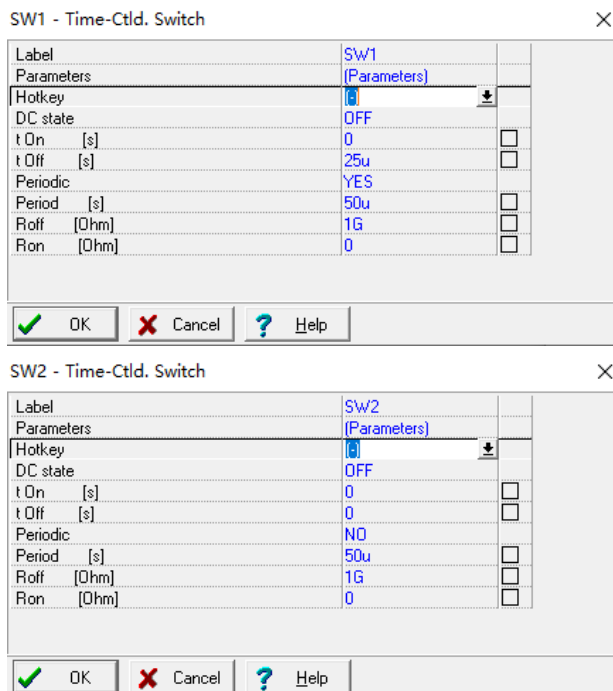 SW1 - Time-Ctld. Switch
Label SW1
Parameters (Parameters)
Hotkey [-]
DC state OFF
t On [s] 0
t Off [s] 25u
Periodic YES
Period [s] 50u
Roff [Ohm] 1G
Ron [Ohm] 0
OK Cancel ? Help
SW2 - Time-Ctld. Switch
Label SW2
Parameters (Parameters)
Hotkey [-]
DC state OFF
t On [s] 0
t Off [s] 0
Periodic NO
Period [s] 50u
Roff [Ohm] 1G
Ron [Ohm] 0
OK Cancel ? Help